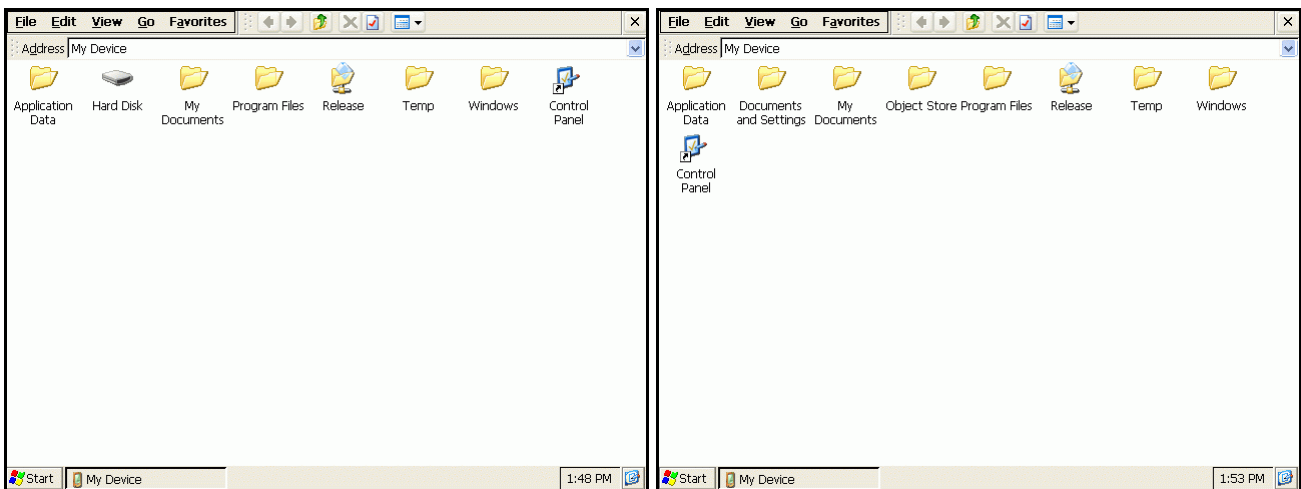 File Edit View Go Favorites
Address My Device
Application Data
Hard Disk
My Documents
Program Files
Release
Temp
Windows
Control Panel
Start My Device 1:48 PM
File Edit View Go Favorites
Address My Device
Application Data
Documents and Settings
My Documents
Object Store
Program Files
Release
Temp
Windows
Control Panel
Start My Device 1:53 PM